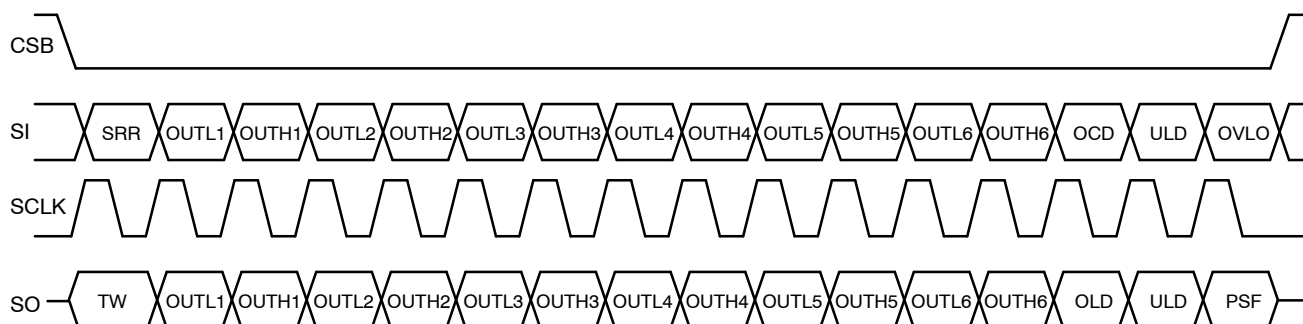 CSB
SI SRR OUTL1 OUTH1 OUTL2 OUTH2 OUTL3 OUTH3 OUTL4 OUTH4 OUTL5 OUTH5 OUTL6 OUTH6 OCD ULD OVLO
SCLK
SO TW OUTL1 OUTH1 OUTL2 OUTH2 OUTL3 OUTH3 OUTL4 OUTH4 OUTL5 OUTH5 OUTL6 OUTH6 OLD ULD PSF